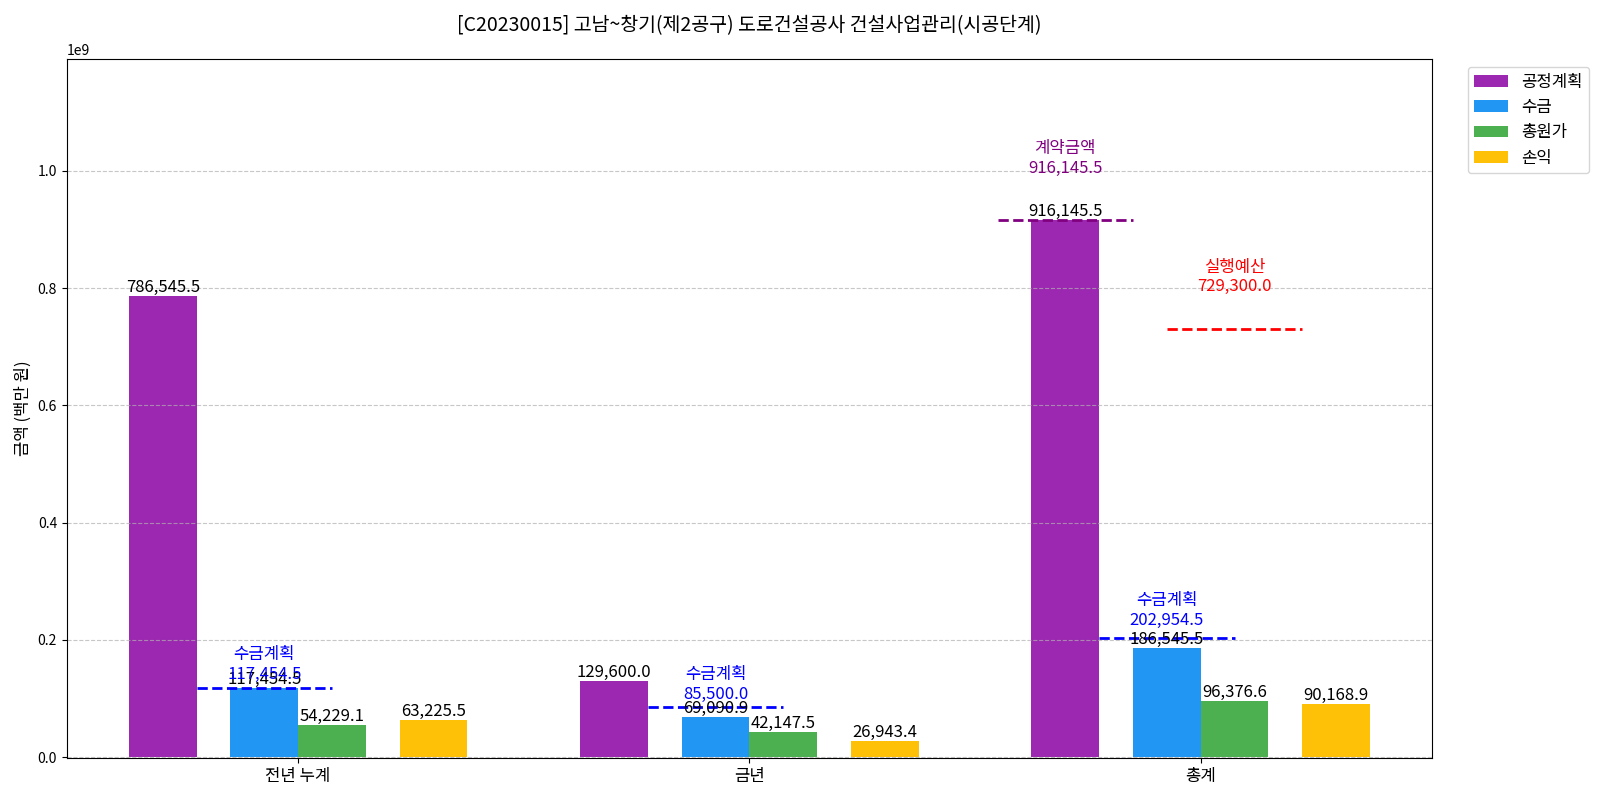 [C20230015] 고남~창기(제2공구) 도로건설공사 건설사업관리(시공단계)
1e9
공정계획
수금
총원가
손익
금액 (백만 원)
1.0
0.8
0.6
0.4
0.2
0.0
786,545.5
수금계획
117,454.5
117,454.5
54,229.1
63,225.5
129,600.0
수금계획
85,500.0
69,090.9
42,147.5
26,943.4
계약금액
916,145.5
916,145.5
실행예산
729,300.0
수금계획
202,954.5
186,545.5
96,376.6
90,168.9
전년 누계
금년
총계